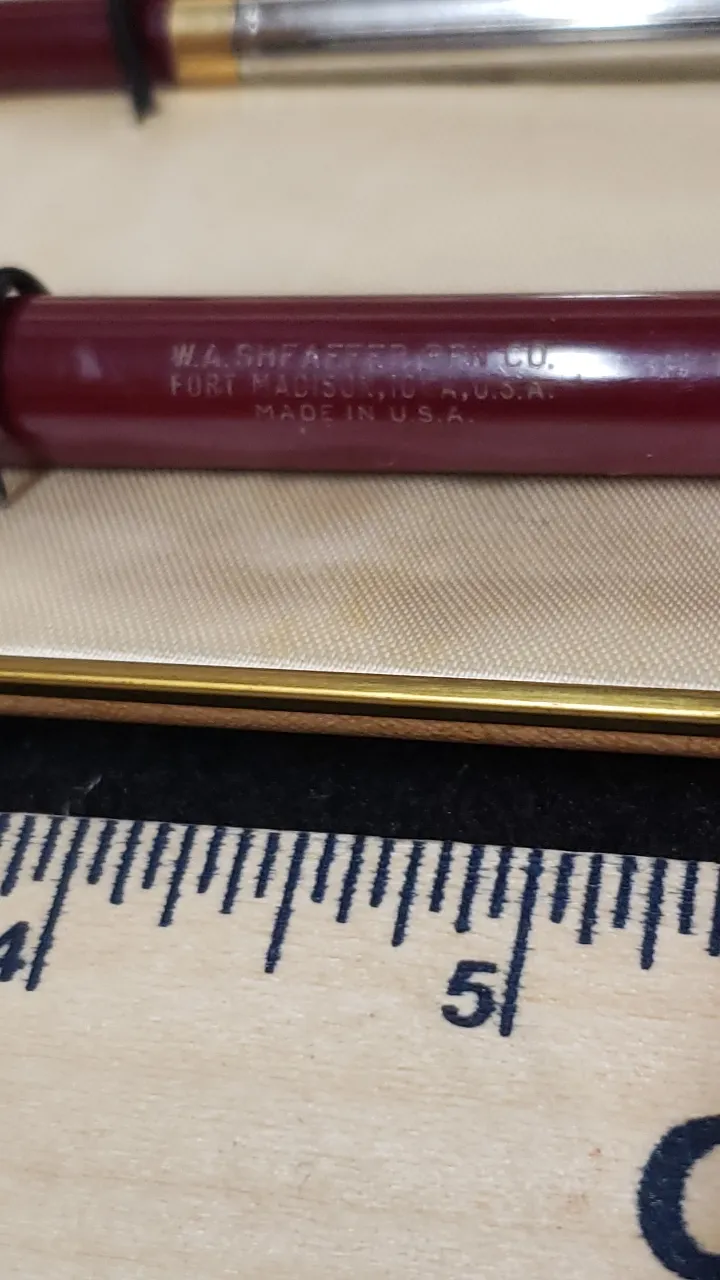 W.A.SHEAFFER PEN CO.
FORT MADISON, IOWA, U.S.A.
MADE IN U.S.A.
4
5